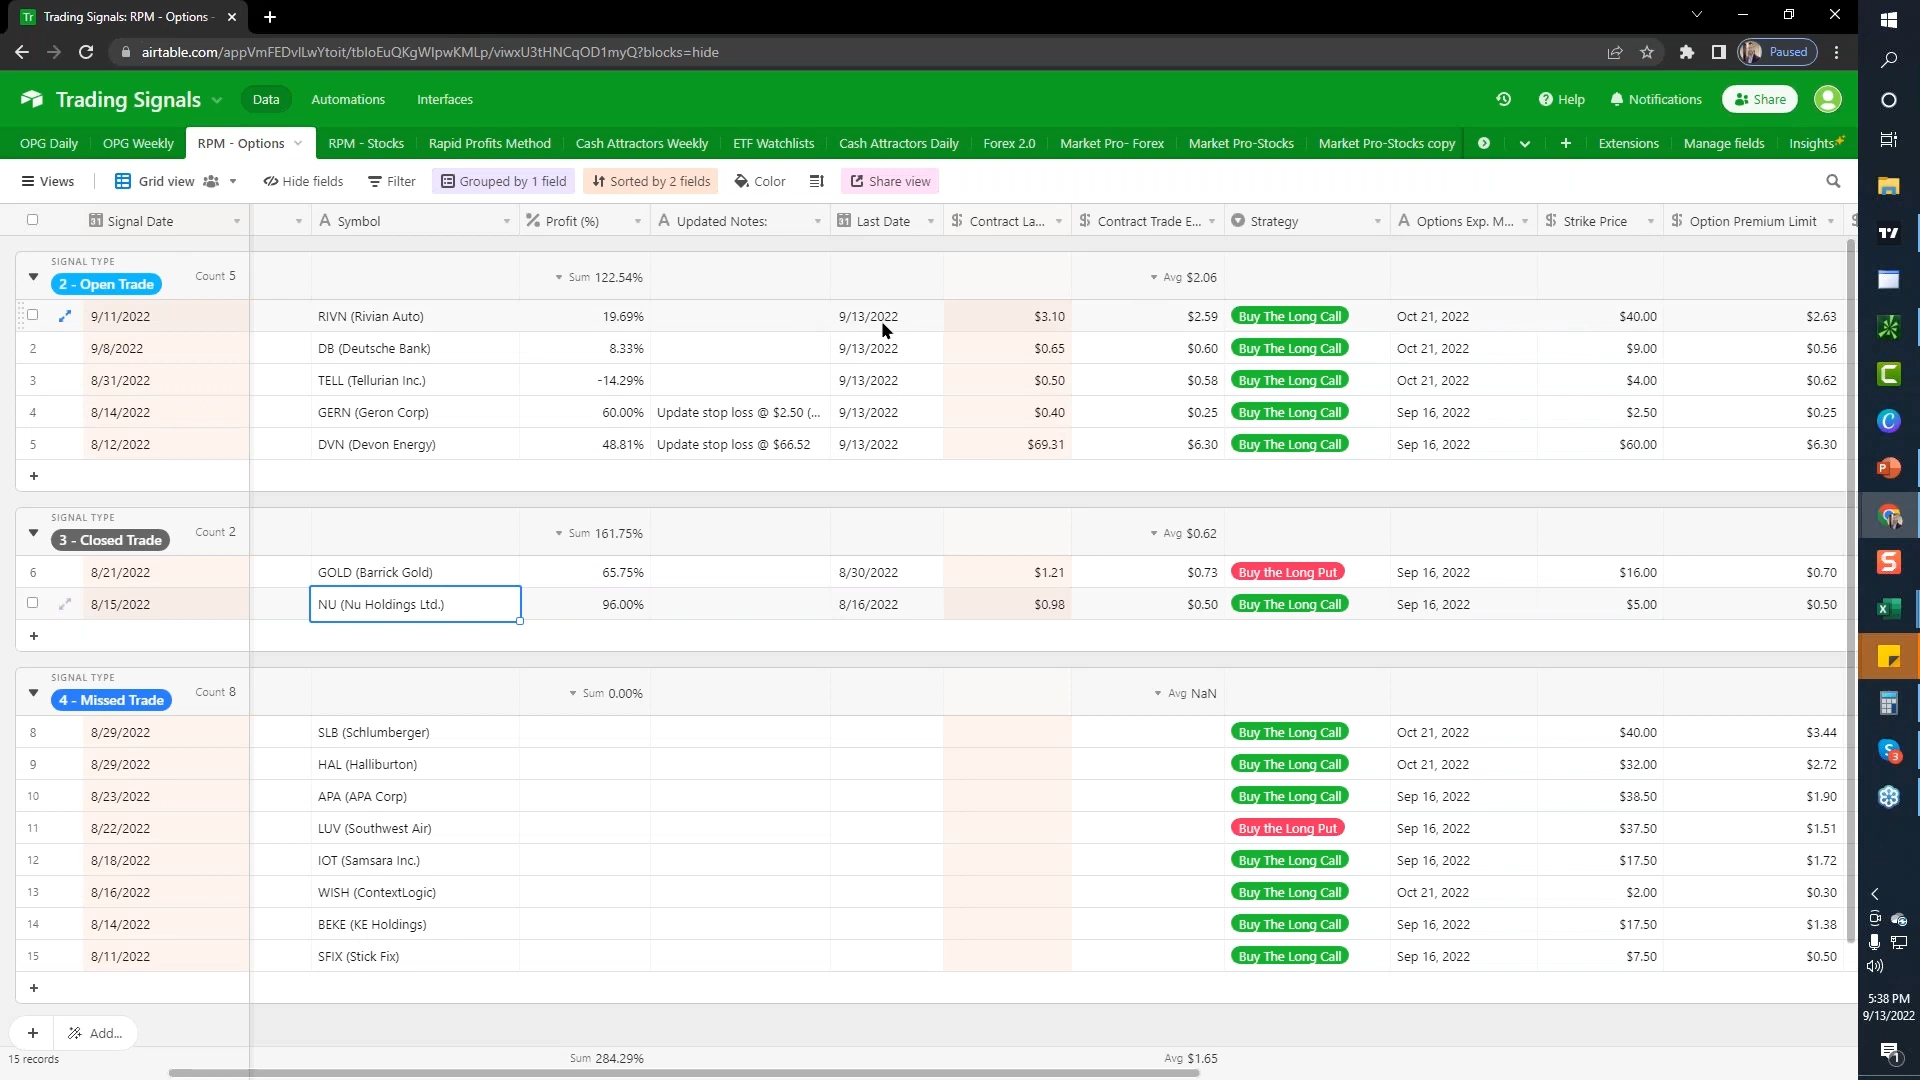 Trading Signals: RPM - Options -
airtable.com/appVmFEDvlLwYtoit/tbloEuQKgWlpwKMLp/viwxU3tHNCqOD1myQ?blocks=hide
Paused
Trading Signals Data Automations Interfaces Help Notifications Share
OPG Daily OPG Weekly RPM - Options RPM - Stocks Rapid Profits Method Cash Attractors Weekly ETF Watchlists Cash Attractors Daily Forex 2.0 Market Pro- Forex Market Pro-Stocks Market Pro-Stocks copy Extensions Manage fields Insights
Views Grid view Hide fields Filter Grouped by 1 field Sorted by 2 fields Color Share view
Signal Date Symbol Profit (%) Updated Notes: Last Date Contract La... Contract Trade E... Strategy Options Exp. M... Strike Price Option Premium Limit
SIGNAL TYPE
2 - Open Trade Count 5 Sum 122.54% Avg $2.06
9/11/2022 RIVN (Rivian Auto) 19.69% 9/13/2022 $3.10 $2.59 Buy The Long Call Oct 21, 2022 $40.00 $2.63
2 9/8/2022 DB (Deutsche Bank) 8.33% 9/13/2022 $0.65 $0.60 Buy The Long Call Oct 21, 2022 $9.00 $0.56
3 8/31/2022 TELL (Tellurian Inc.) -14.29% 9/13/2022 $0.50 $0.58 Buy The Long Call Oct 21, 2022 $4.00 $0.62
4 8/14/2022 GERN (Geron Corp) 60.00% Update stop loss @ $2.50 (... 9/13/2022 $0.40 $0.25 Buy The Long Call Sep 16, 2022 $2.50 $0.25
5 8/12/2022 DVN (Devon Energy) 48.81% Update stop loss @ $66.52 9/13/2022 $69.31 $6.30 Buy The Long Call Sep 16, 2022 $60.00 $6.30
SIGNAL TYPE
3 - Closed Trade Count 2 Sum 161.75% Avg $0.62
6 8/21/2022 GOLD (Barrick Gold) 65.75% 8/30/2022 $1.21 $0.73 Buy the Long Put Sep 16, 2022 $16.00 $0.70
8/15/2022 NU (Nu Holdings Ltd.) 96.00% 8/16/2022 $0.98 $0.50 Buy The Long Call Sep 16, 2022 $5.00 $0.50
SIGNAL TYPE
4 - Missed Trade Count 8 Sum 0.00% Avg NaN
8 8/29/2022 SLB (Schlumberger) Buy The Long Call Oct 21, 2022 $40.00 $3.44
9 8/29/2022 HAL (Halliburton) Buy The Long Call Oct 21, 2022 $32.00 $2.72
10 8/23/2022 APA (APA Corp) Buy The Long Call Sep 16, 2022 $38.50 $1.90
11 8/22/2022 LUV (Southwest Air) Buy the Long Put Sep 16, 2022 $37.50 $1.51
12 8/18/2022 IOT (Samsara Inc.) Buy The Long Call Sep 16, 2022 $17.50 $1.72
13 8/16/2022 WISH (ContextLogic) Buy The Long Call Oct 21, 2022 $2.00 $0.30
14 8/14/2022 BEKE (KE Holdings) Buy The Long Call Sep 16, 2022 $17.50 $1.38
15 8/11/2022 SFIX (Stick Fix) Buy The Long Call Sep 16, 2022 $7.50 $0.50
Add...
15 records Sum 284.29% Avg $1.65
5:38 PM
9/13/2022